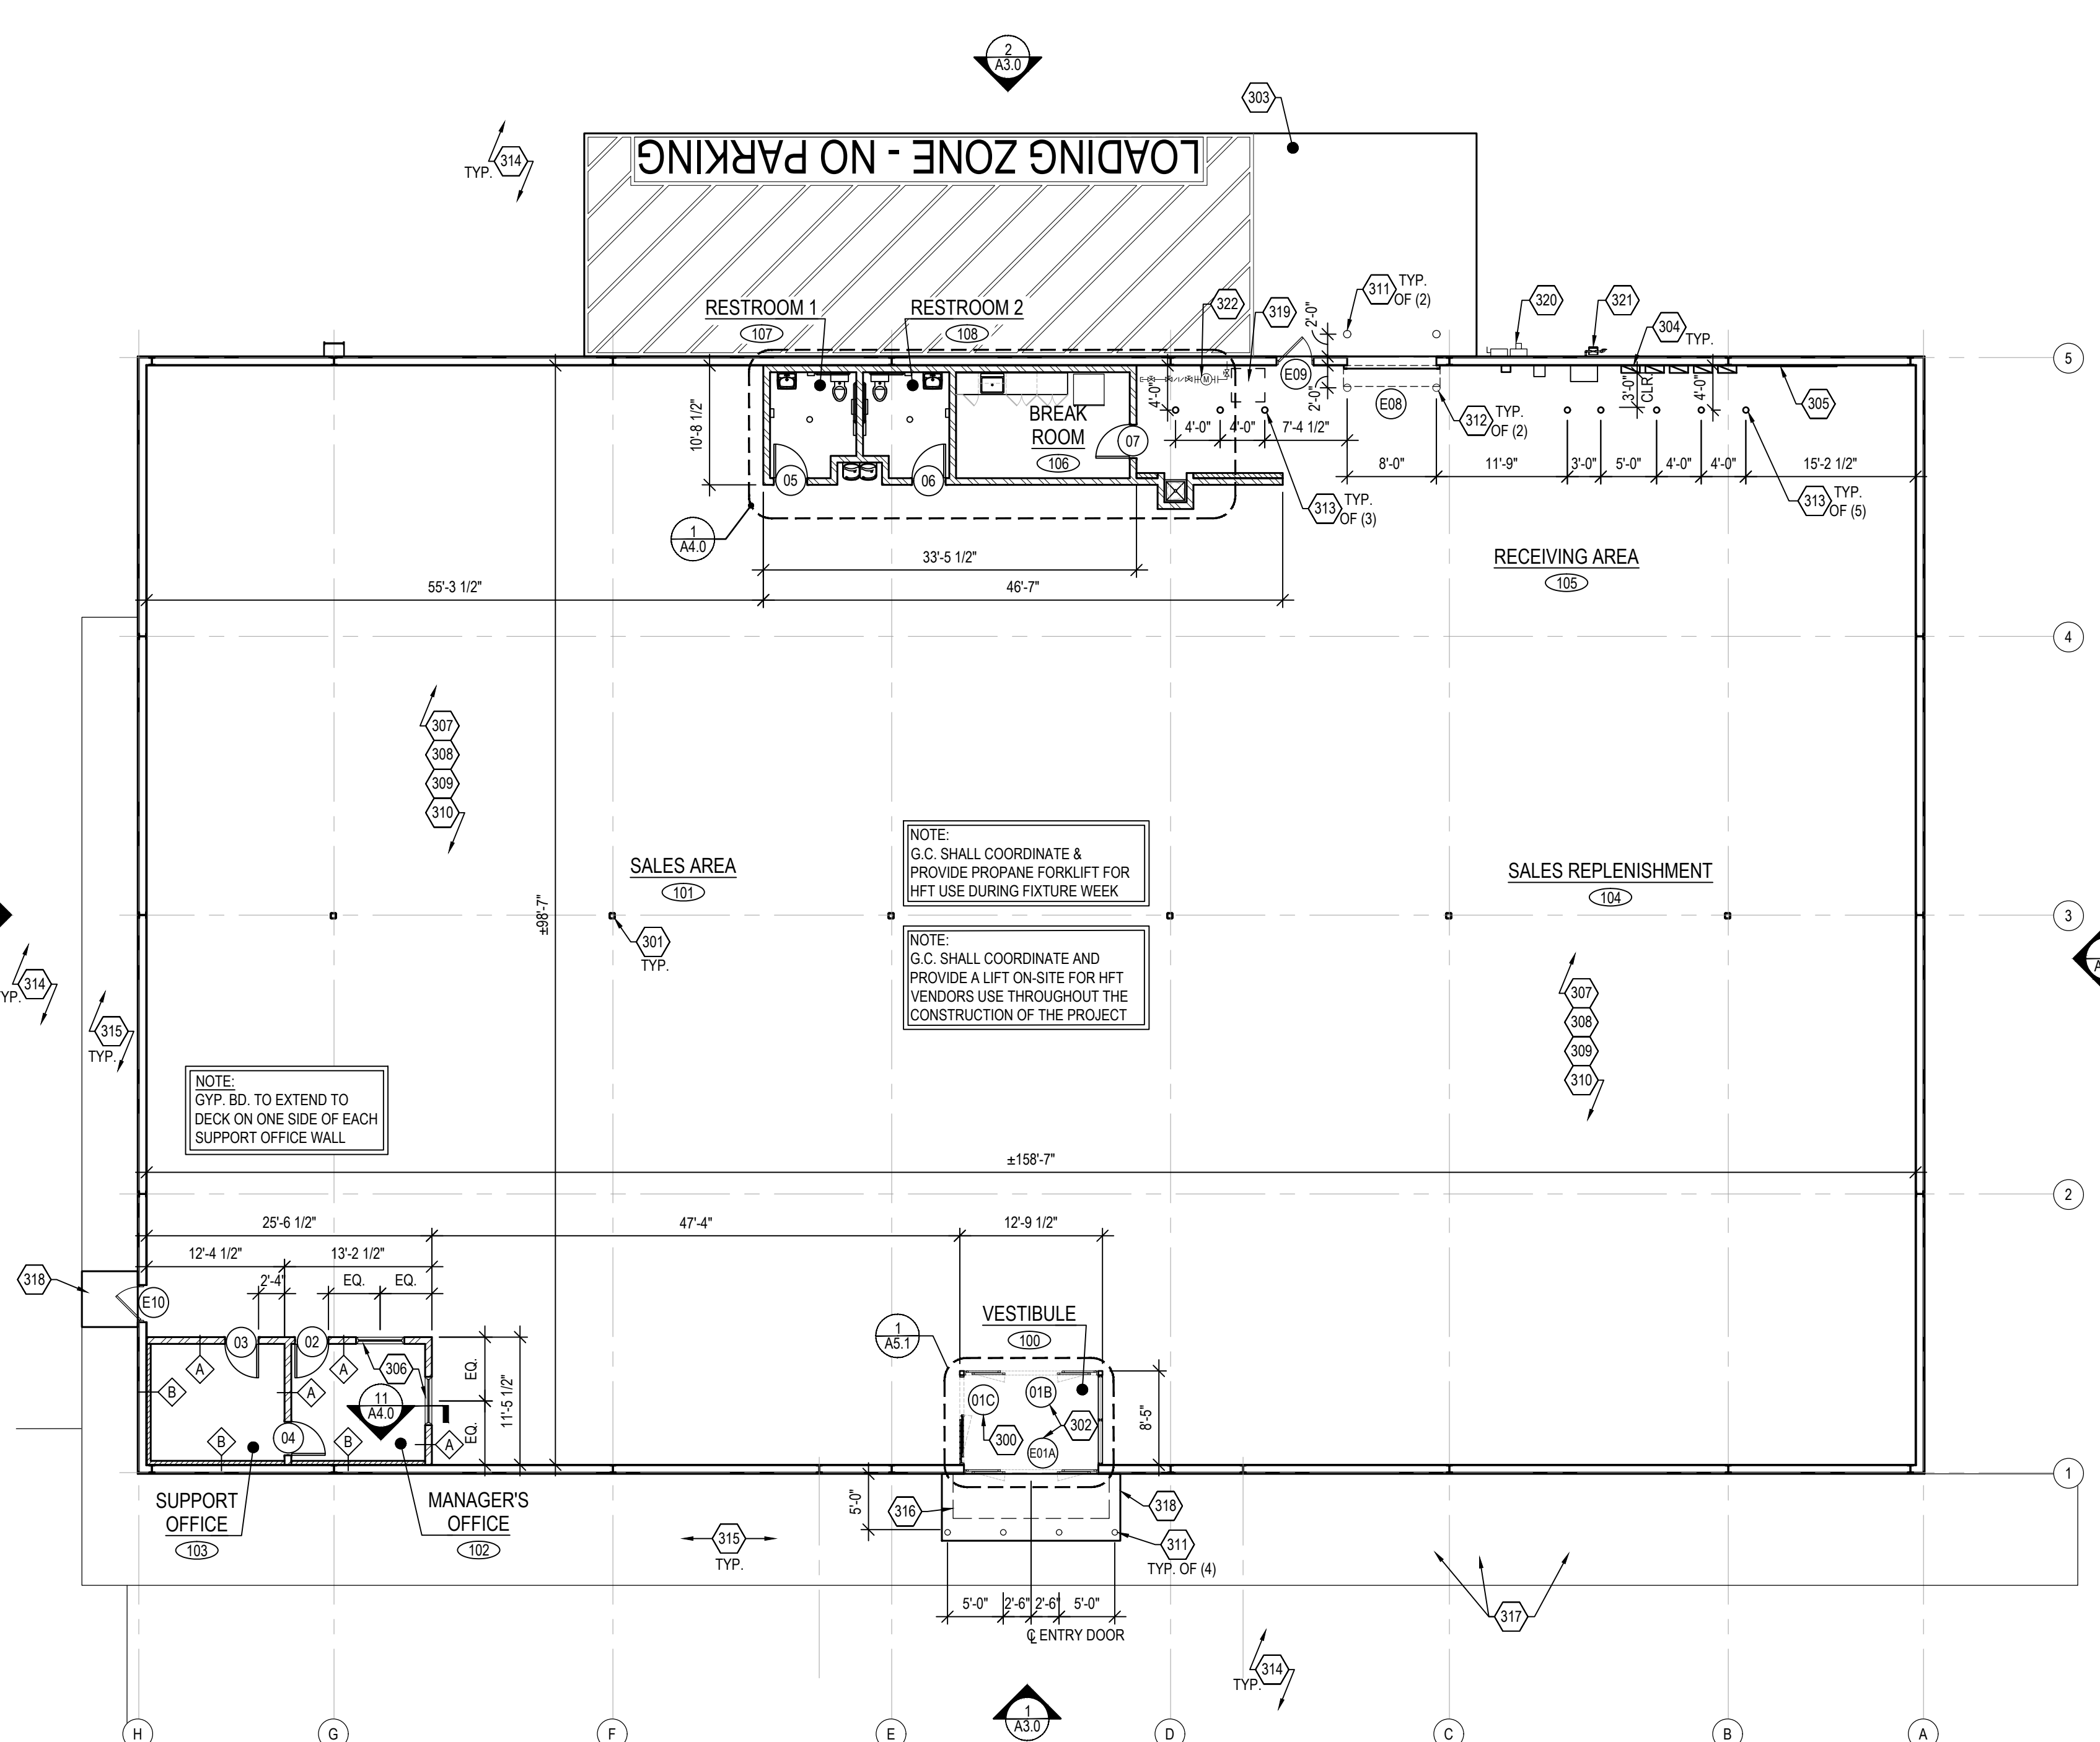 2
A3.0
303
314
TYP.
LOADING ZONE - NO PARKING
RESTROOM 1
107
RESTROOM 2
108
322
319
2'-0"
311
TYP.
OF (2)
320
321
304
TYP.
5
10'-8 1/2"
BREAK
ROOM
106
05
06
07
M
4'-0"
4'-0"
4'-0"
7'-4 1/2"
E09
2'-0"
E08
312
TYP.
OF (2)
3'-0"
CLR.
4'-0"
305
8'-0"
11'-9"
3'-0"
5'-0"
4'-0"
4'-0"
15'-2 1/2"
313
TYP.
OF (3)
313
TYP.
OF (5)
1
A4.0
33'-5 1/2"
55'-3 1/2"
46'-7"
RECEIVING AREA
105
4
307
308
309
310
SALES AREA
101
±98'-7"
NOTE:
G.C. SHALL COORDINATE &
PROVIDE PROPANE FORKLIFT FOR
HFT USE DURING FIXTURE WEEK
SALES REPLENISHMENT
104
3
301
TYP.
NOTE:
G.C. SHALL COORDINATE AND
PROVIDE A LIFT ON-SITE FOR HFT
VENDORS USE THROUGHOUT THE
CONSTRUCTION OF THE PROJECT
A
314
YP.
315
TYP.
307
308
309
310
NOTE:
GYP. BD. TO EXTEND TO
DECK ON ONE SIDE OF EACH
SUPPORT OFFICE WALL
±158'-7"
2
25'-6 1/2"
47'-4"
12'-9 1/2"
12'-4 1/2"
13'-2 1/2"
2'-4"
EQ.
EQ.
318
E10
VESTIBULE
100
1
A5.1
03
02
A
A
306
B
A
11
A4.0
EQ.
EQ.
11'-5 1/2"
B
04
B
A
01C
01B
300
302
E01A
8'-5"
1
SUPPORT
OFFICE
103
MANAGER'S
OFFICE
102
5'-0"
316
318
315
TYP.
311
TYP. OF (4)
5'-0"
2'-6"
2'-6"
5'-0"
℄ ENTRY DOOR
317
314
TYP.
1
A3.0
H
G
F
E
D
C
B
A